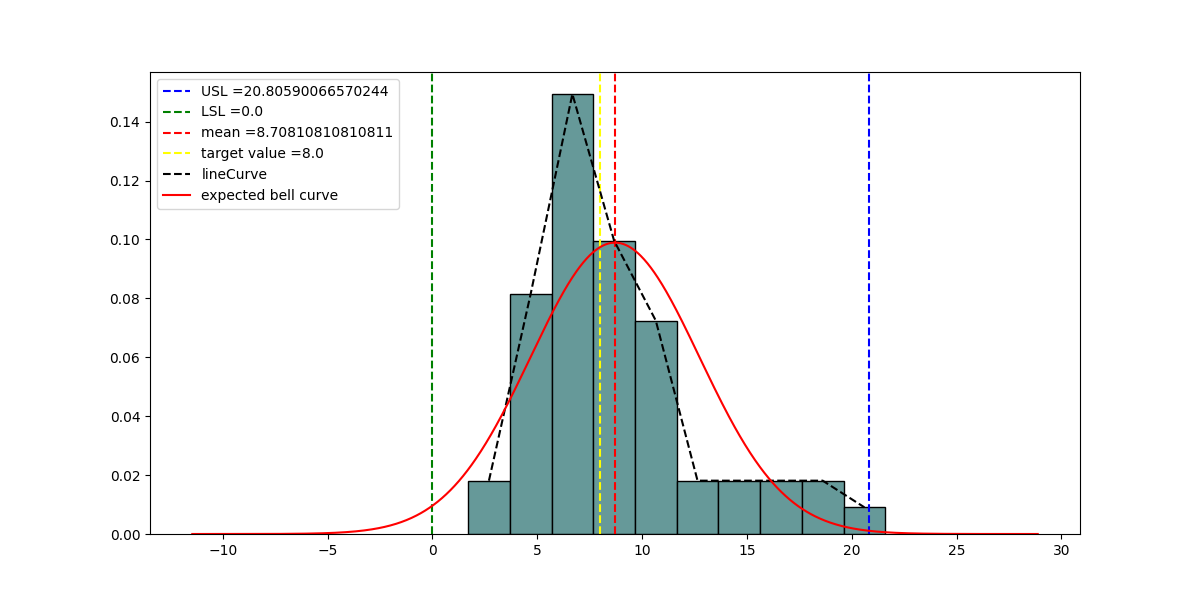 USL =20.80590066570244
LSL =0.0
mean =8.70810810810811
target value =8.0
lineCurve
expected bell curve
0.14
0.12
0.10
0.08
0.06
0.04
0.02
0.00
−10 −5 0 5 10 15 20 25 30